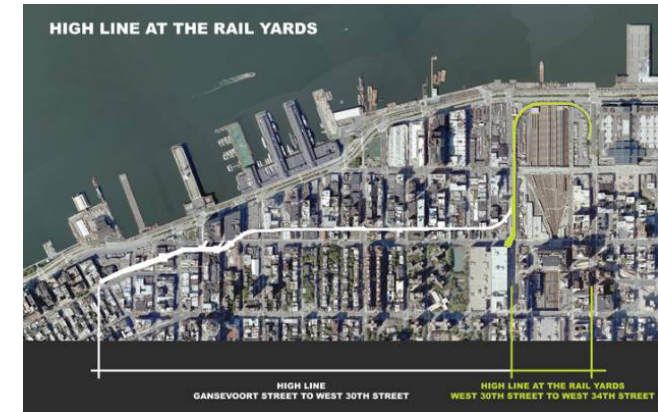 HIGH LINE AT THE RAIL YARDS
HIGH LINE
GANSEVOORT STREET TO WEST 30TH STREET
HIGH LINE AT THE RAIL YARDS
WEST 30TH STREET TO WEST 34TH STREET